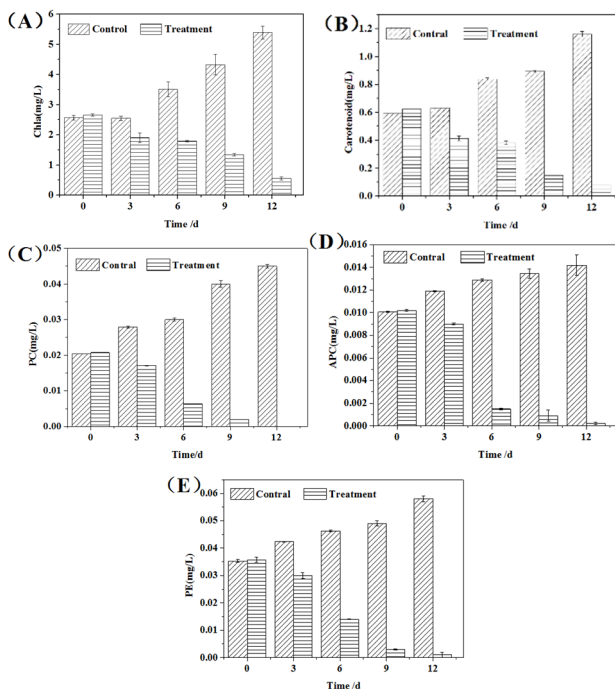 (A)
Control
Treatment
Chla(mg/L)
6
5
4
3
2
1
0
0 3 6 9 12
Time /d
(B)
Contral
Treatment
Carotenoid(mg/L)
1.2
1.0
0.8
0.6
0.4
0.2
0.0
0 3 6 9 12
Time /d
(C)
Contral
Treatment
PC(mg/L)
0.05
0.04
0.03
0.02
0.01
0.00
0 3 6 9 12
Time/d
(D)
Contral
Treatment
APC(mg/L)
0.016
0.014
0.012
0.010
0.008
0.006
0.004
0.002
0.000
0 3 6 9 12
Time /d
(E)
Contral
Treatment
PE(mg/L)
0.06
0.05
0.04
0.03
0.02
0.01
0.00
0 3 6 9 12
Time /d